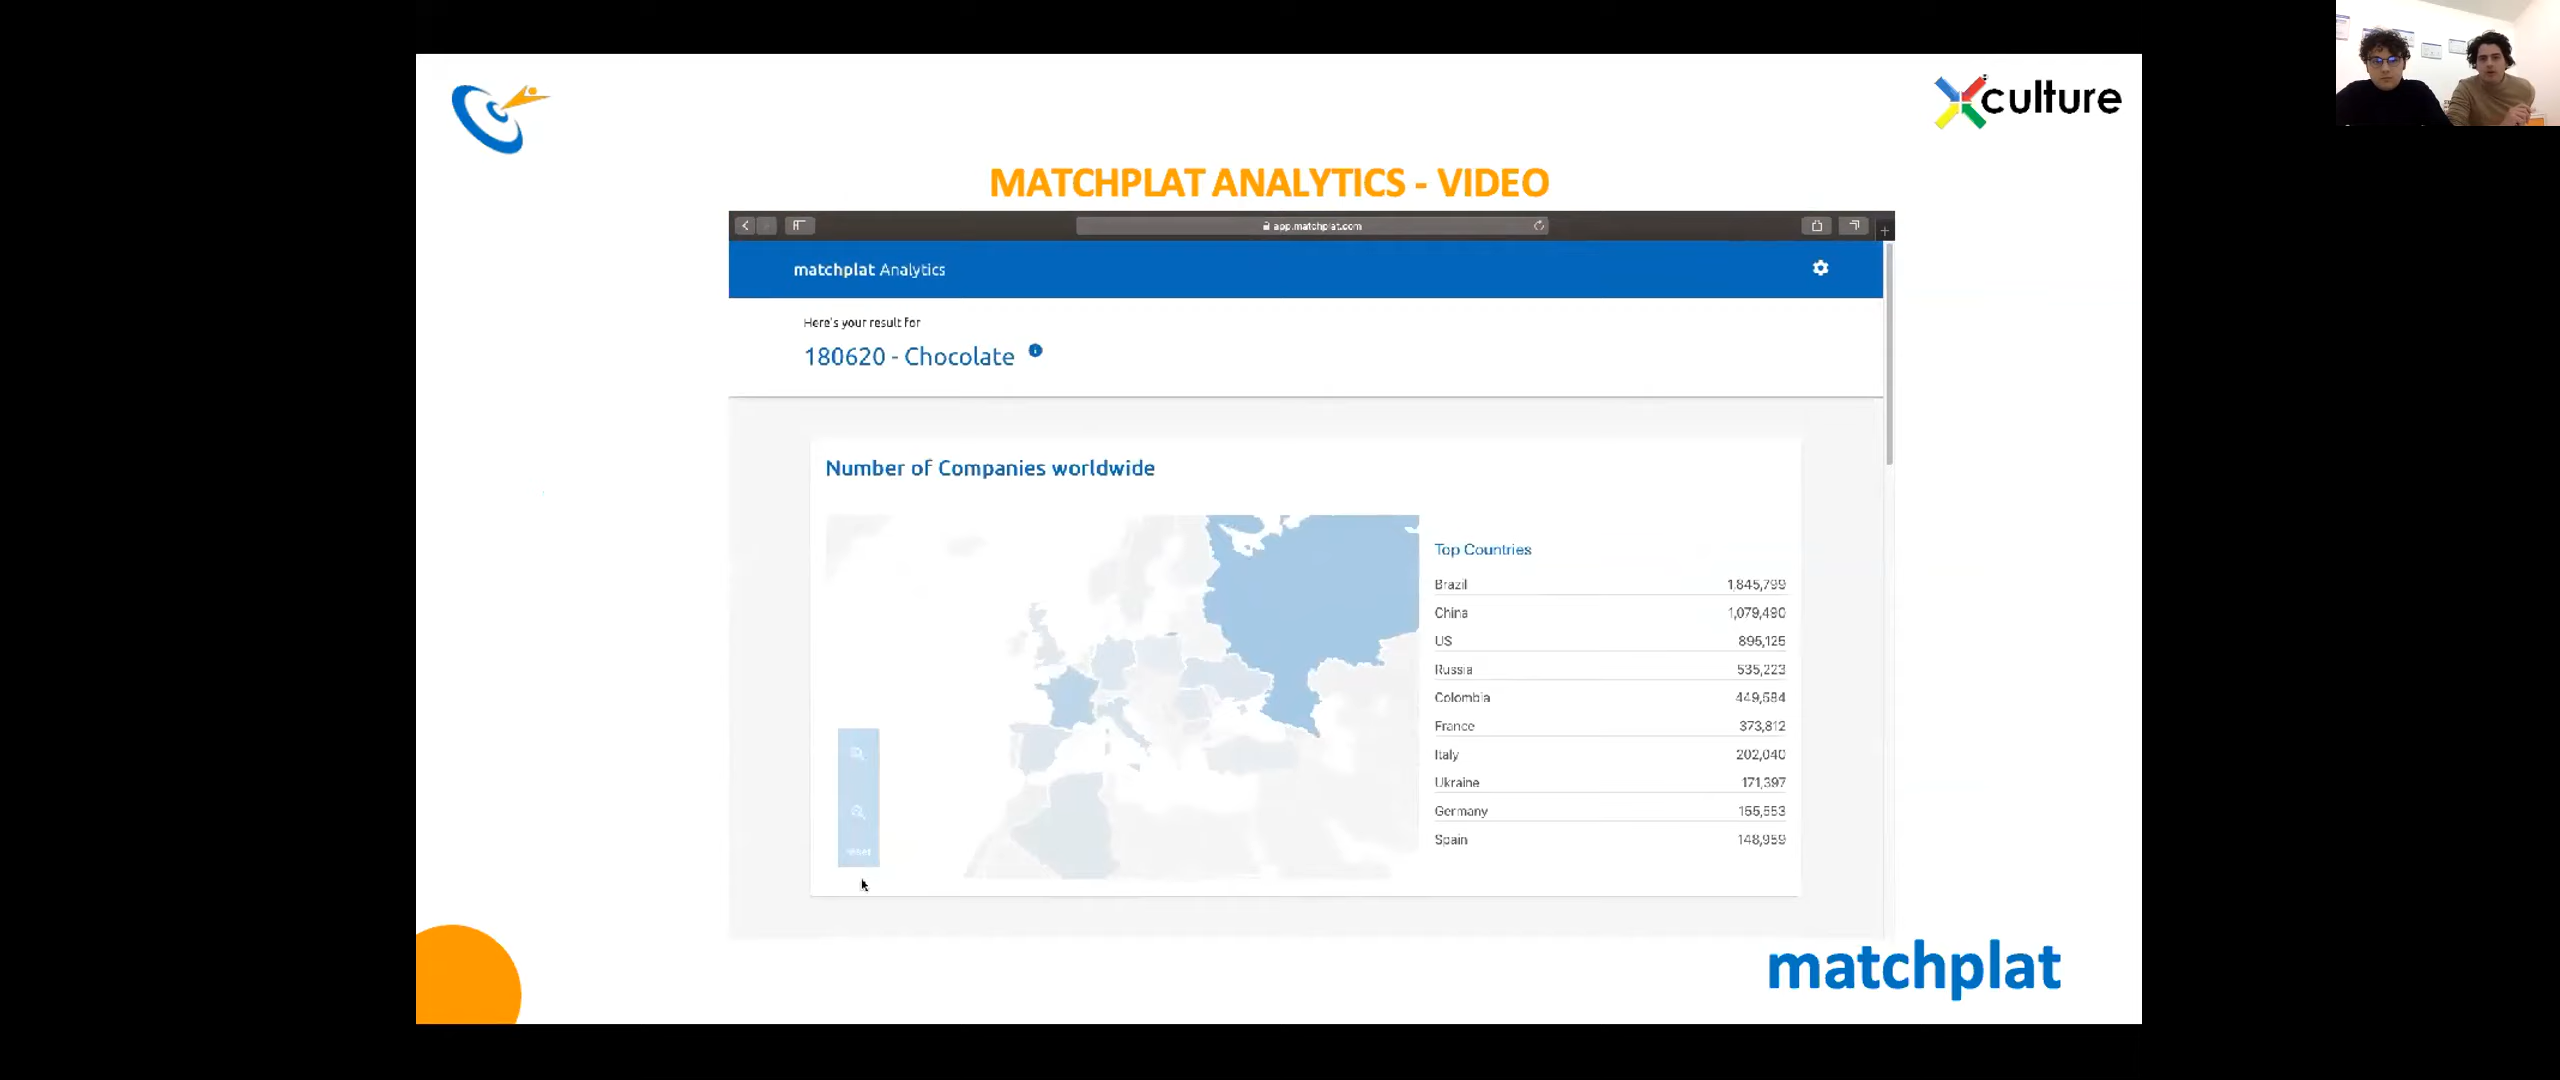 culture
MATCHPLAT ANALYTICS - VIDEO
app.matchplat.com
matchplat Analytics
Here's your result for
180620 - Chocolate
Number of Companies worldwide
Top Countries
Brazil 1,845,799
China 1,079,490
US 895,125
Russia 535,223
Colombia 449,584
France 373,812
Italy 202,040
Ukraine 171,397
Germany 155,553
Spain 148,959
matchplat